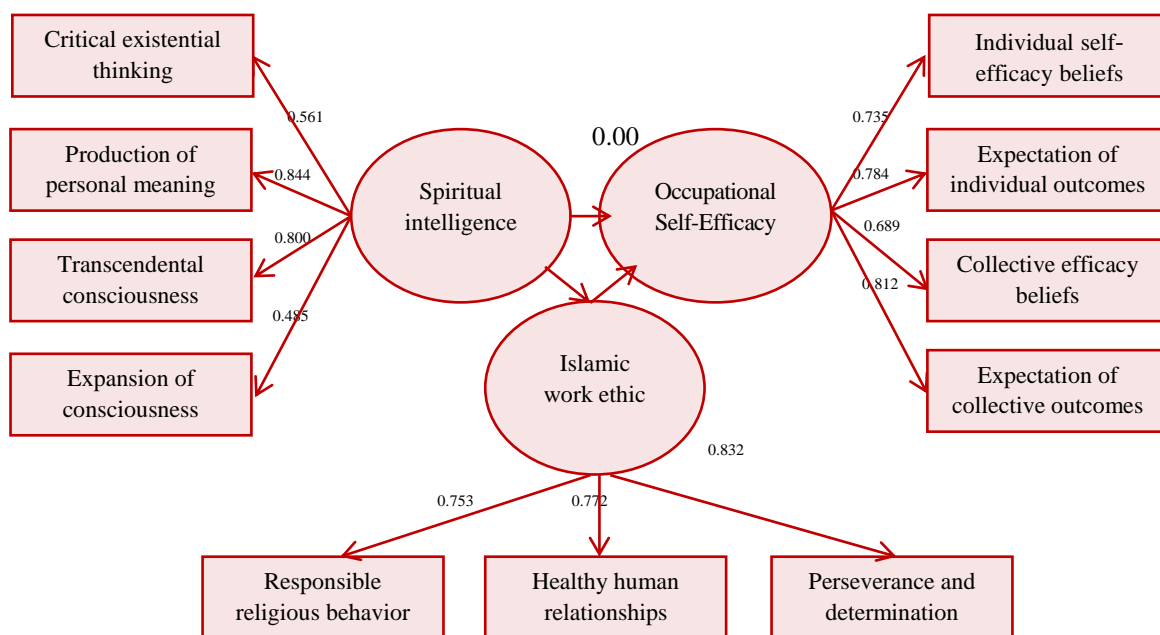 Critical existential
thinking
Production of
personal meaning
Transcendental
consciousness
Expansion of
consciousness
0.561
0.844
0.800
0.485
Spiritual
intelligence
0.00
Occupational
Self-Efficacy
Islamic
work ethic
0.735
0.784
0.689
0.812
Individual self-
efficacy beliefs
Expectation of
individual outcomes
Collective efficacy
beliefs
Expectation of
collective outcomes
0.753
0.772
0.832
Responsible
religious behavior
Healthy human
relationships
Perseverance and
determination